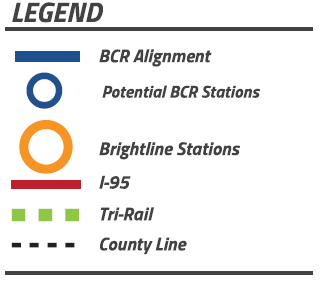 LEGEND
BCR Alignment
Potential BCR Stations
Brightline Stations
I-95
Tri-Rail
County Line